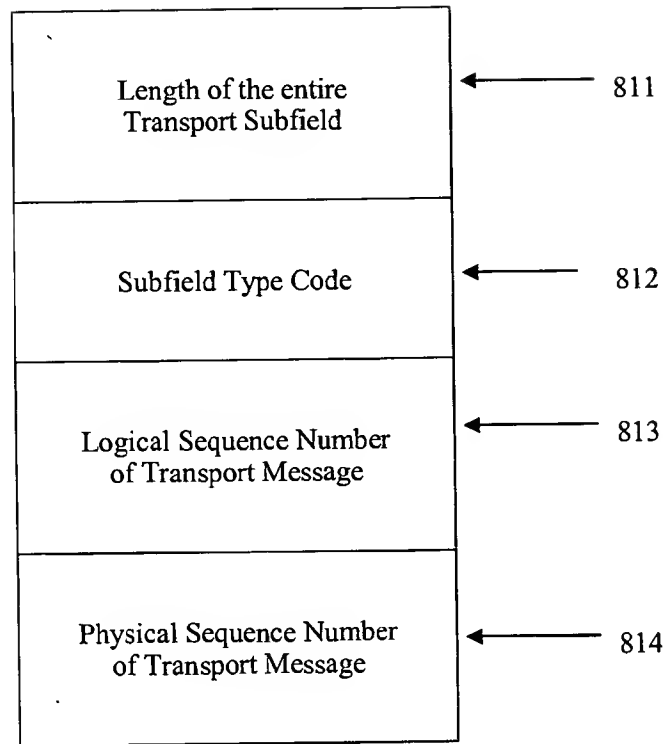 Length of the entire
Transport Subfield
811
Subfield Type Code
812
Logical Sequence Number
of Transport Message
813
Physical Sequence Number
of Transport Message
814